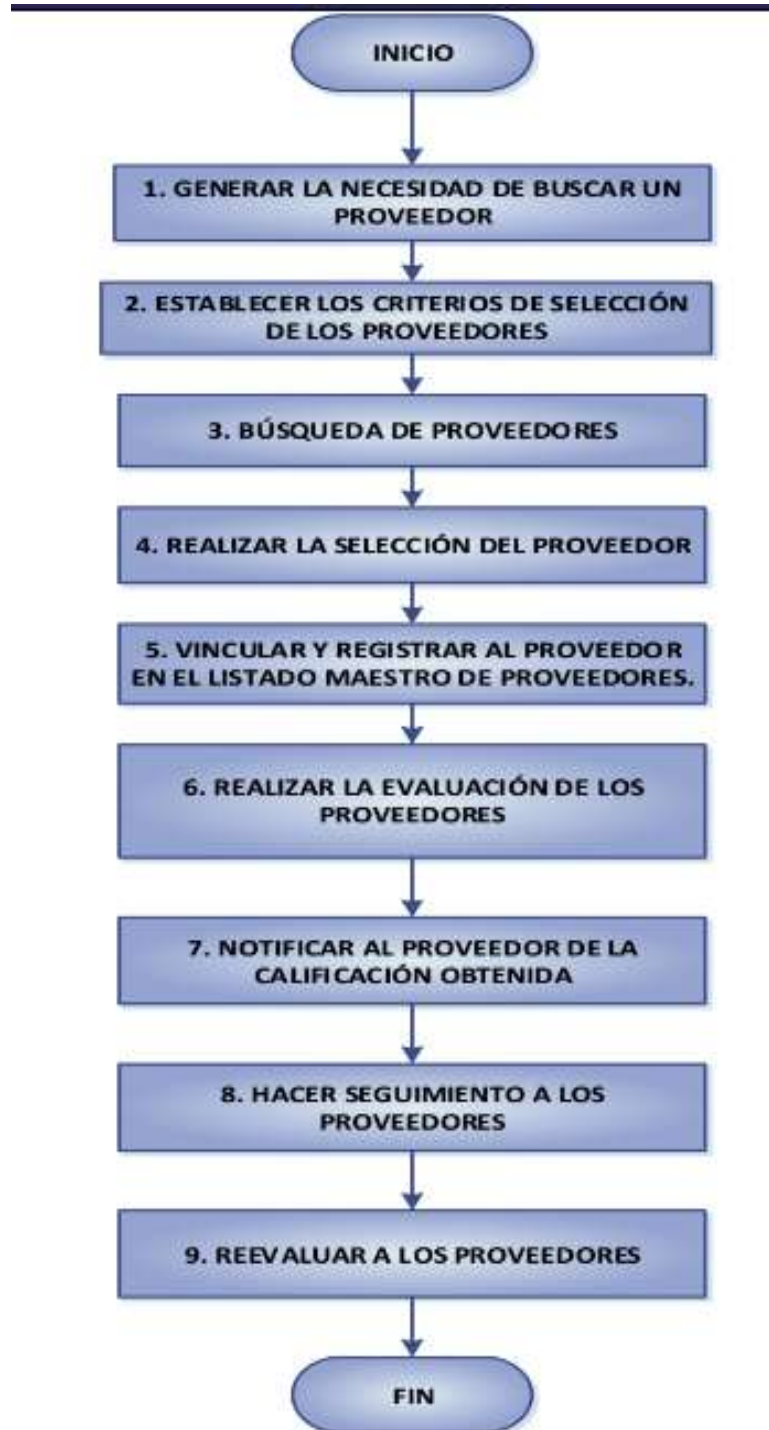 INICIO
1. GENERAR LA NECESIDAD DE BUSCAR UN
PROVEEDOR
2. ESTABLECER LOS CRITERIOS DE SELECCIÓN
DE LOS PROVEEDORES
3. BÚSQUEDA DE PROVEEDORES
4. REALIZAR LA SELECCIÓN DEL PROVEEDOR
5. VINCULAR Y REGISTRAR AL PROVEEDOR
EN EL LISTADO MAESTRO DE PROVEEDORES.
6. REALIZAR LA EVALUACIÓN DE LOS
PROVEEDORES
7. NOTIFICAR AL PROVEEDOR DE LA
CALIFICACIÓN OBTENIDA
8. HACER SEGUIMIENTO A LOS
PROVEEDORES
9. REEVALUAR A LOS PROVEEDORES
FIN